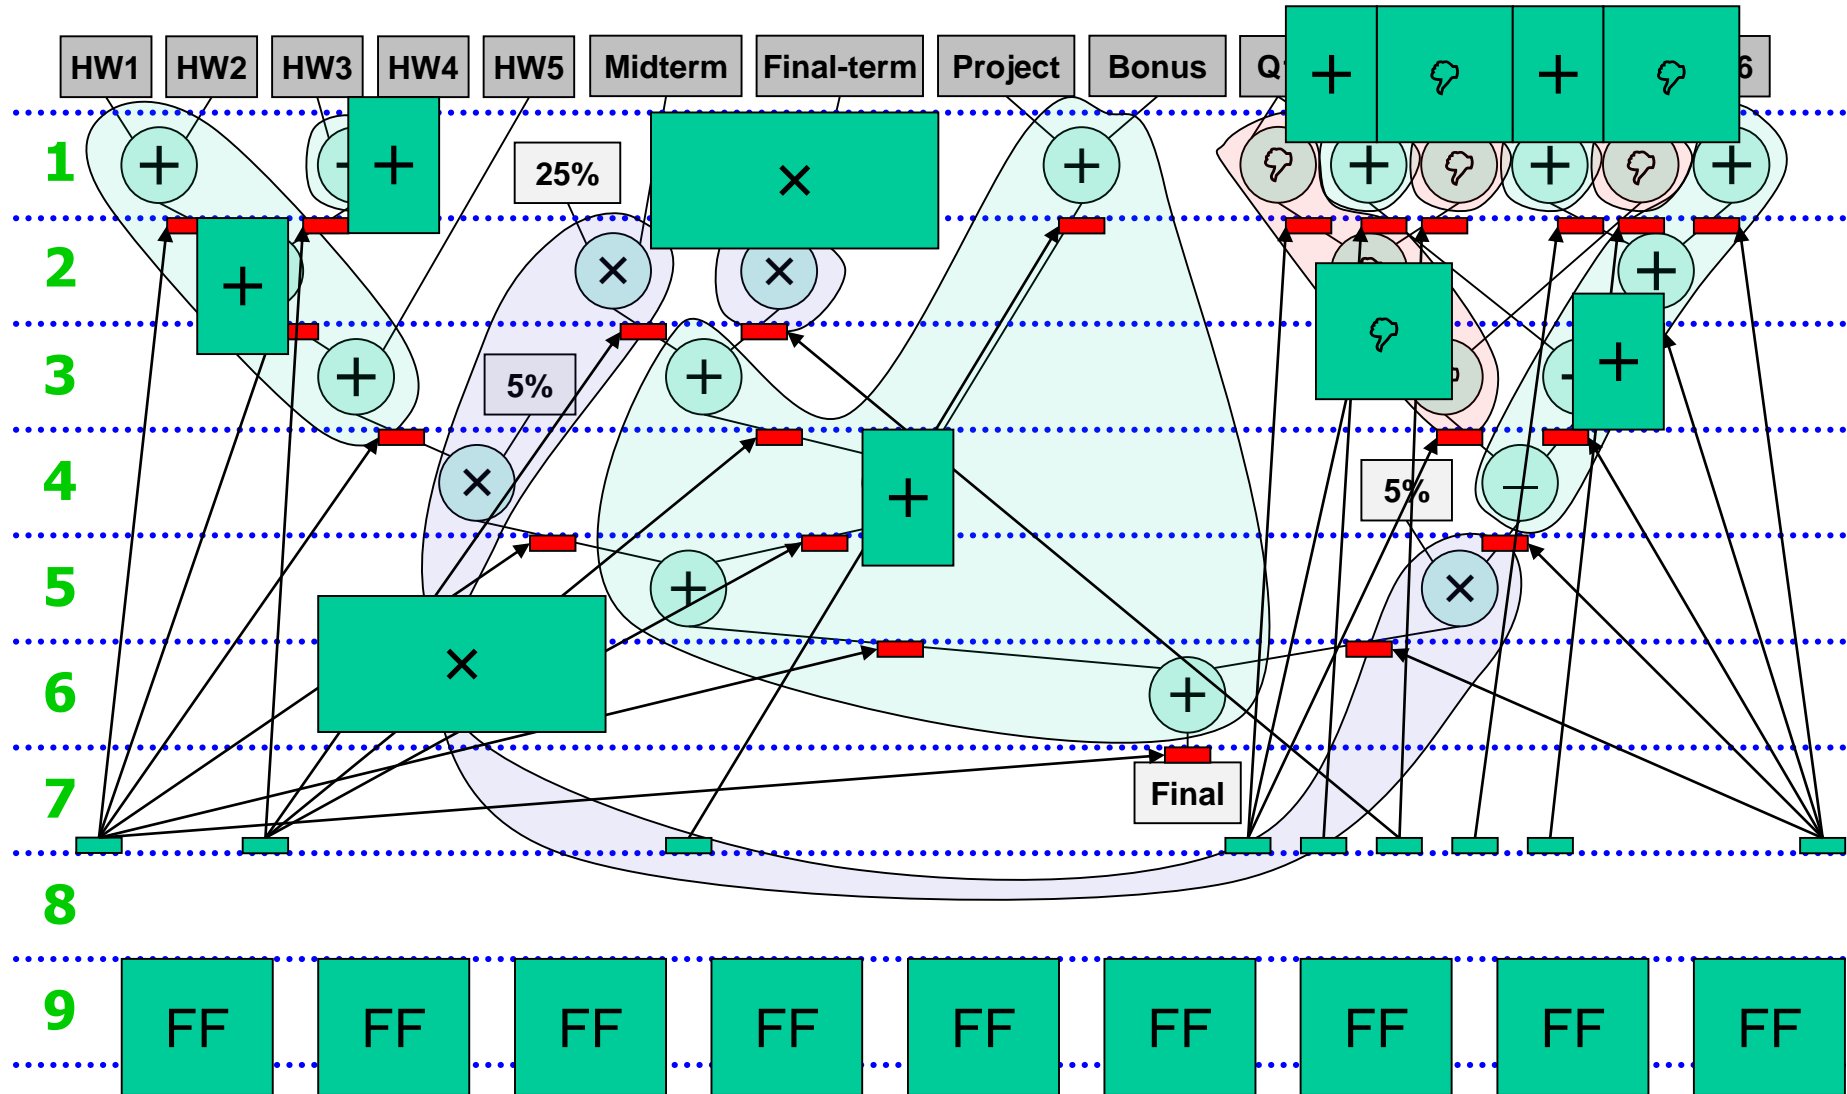 HW1 HW2 HW3 HW4 HW5 Midterm Final-term Project Bonus Q 6
+ +
1 + + × + + + +
25%
2 + × × +
3 + + + +
5%
4 × + − 5%
5 + ×
6 × +
7 Final
8
9 FF FF FF FF FF FF FF FF FF